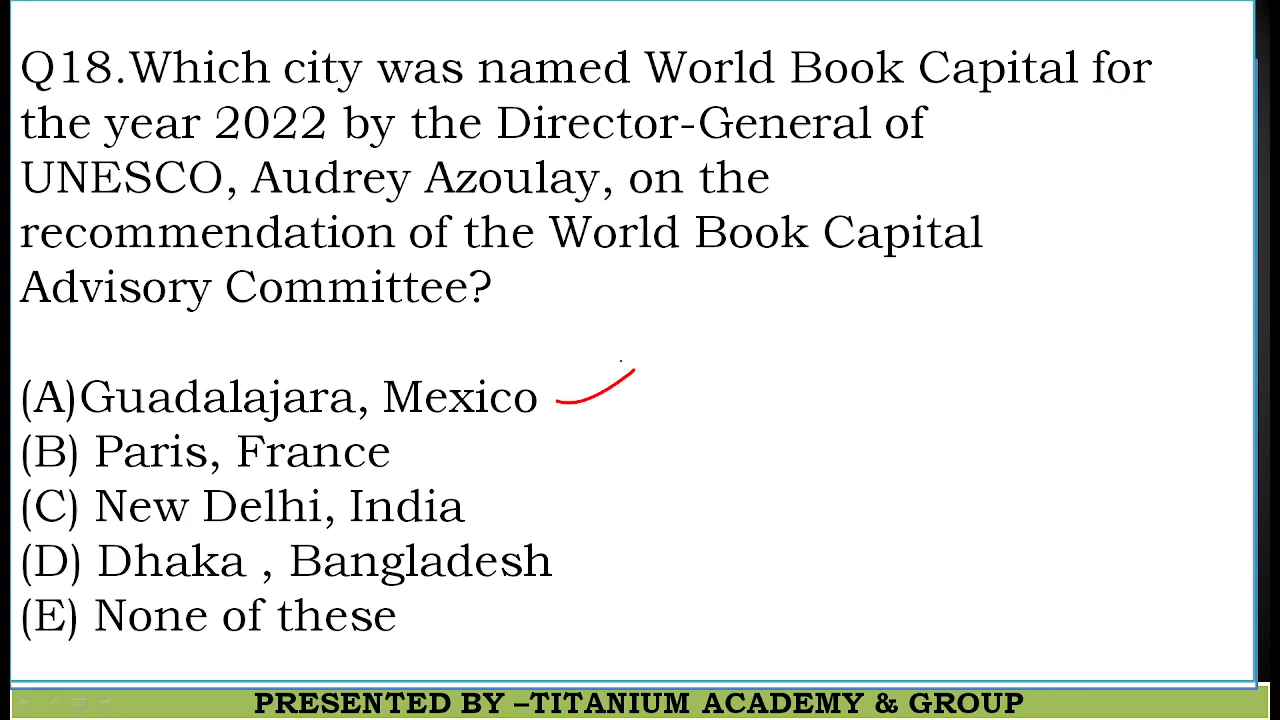 Q18.Which city was named World Book Capital for
the year 2022 by the Director-General of
UNESCO, Audrey Azoulay, on the
recommendation of the World Book Capital
Advisory Committee?
(A)Guadalajara, Mexico
(B) Paris, France
(C) New Delhi, India
(D) Dhaka , Bangladesh
(E) None of these
PRESENTED BY –TITANIUM ACADEMY & GROUP